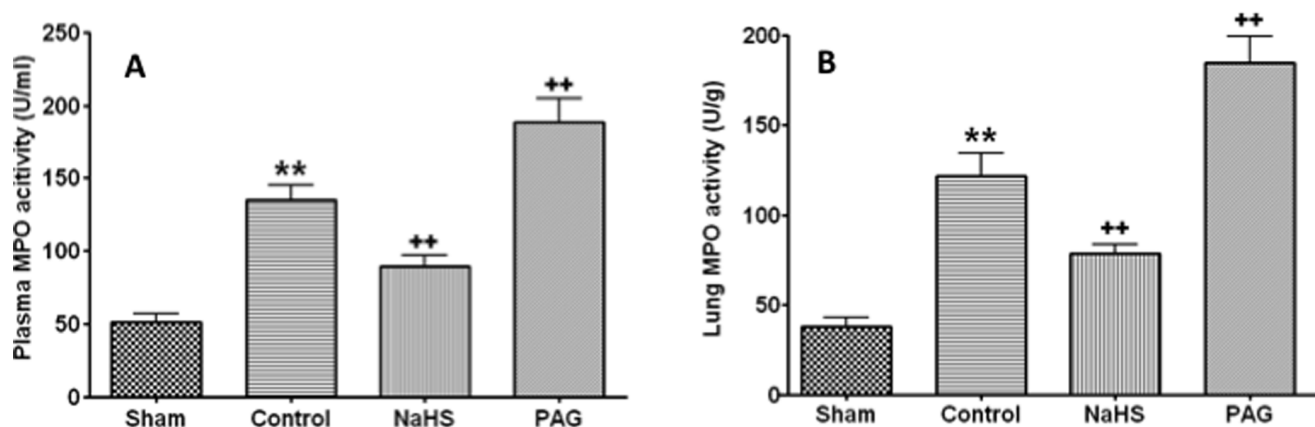 A
Plasma MPO acitivity (U/ml)
250
200
150
100
50
0
**
++
++
Sham Control NaHS PAG
B
Lung MPO activity (U/g)
200
150
100
50
0
**
++
++
Sham Control NaHS PAG